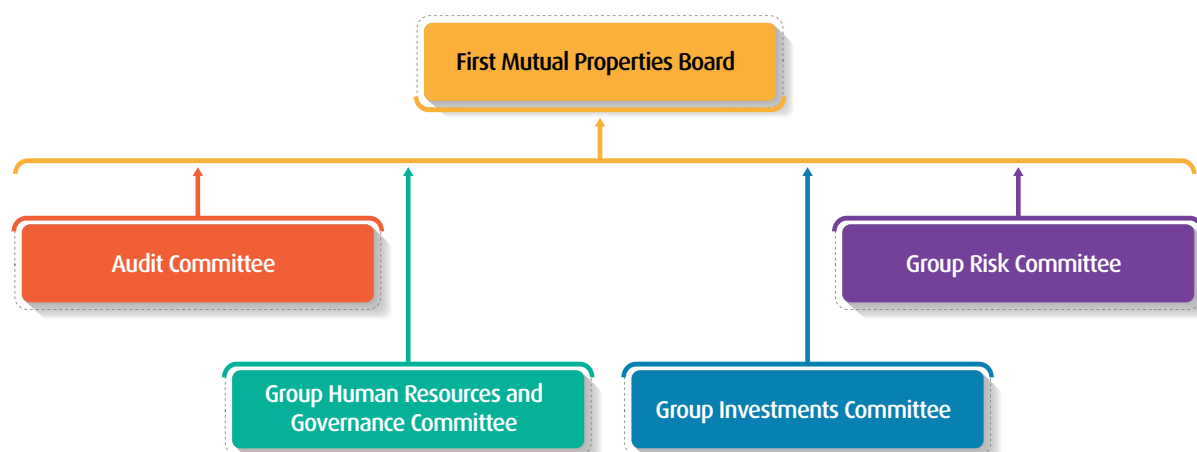 First Mutual Properties Board
Audit Committee
Group Risk Committee
Group Human Resources and
Governance Committee
Group Investments Committee